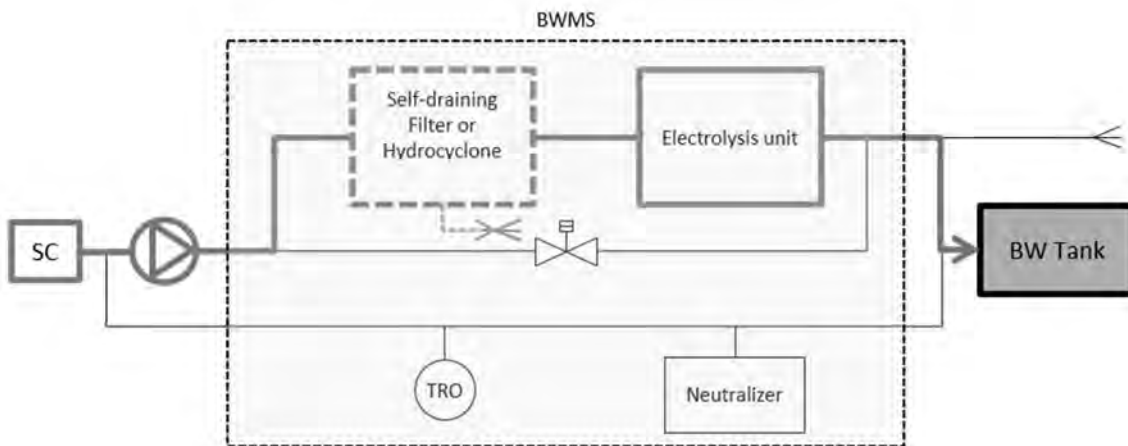 BWMS
Self-draining
Filter or
Hydrocyclone
Electrolysis unit
SC
BW Tank
TRO
Neutralizer